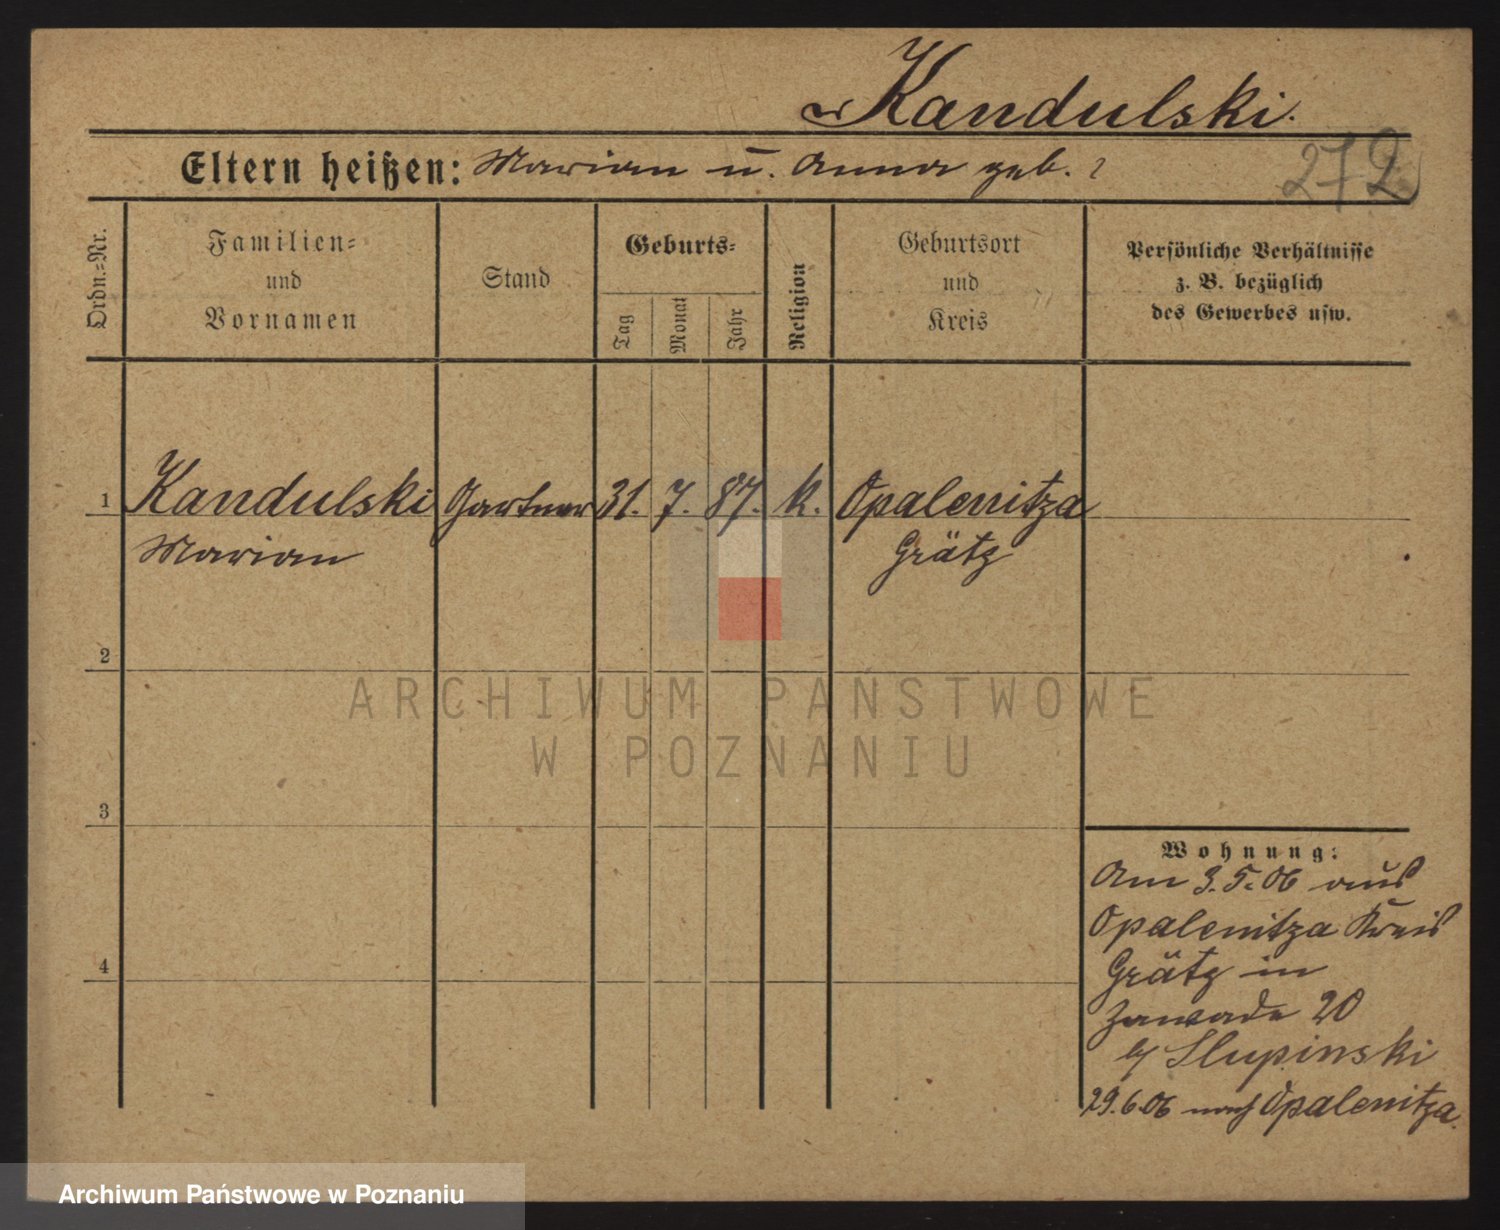 Kandulski.
Eltern heißen: Marian u. Anna geb. ?
272
Ordn.=Nr.
Familien=
und
Vornamen
Stand
Geburts=
Tag
Monat
Jahr
Religion
Geburtsort
und
Kreis
Persönliche Verhältnisse
z. B. bezüglich
des Gewerbes usw.
1 Kandulski Gärtner 31. 7. 87. k. Opalenitza
Marian Grätz
2
ARCHIWUM PAŃSTWOWE
W POZNANIU
3
Wohnung:
Am 3.5.06 aus
Opalenitza Kreis
4
Grätz in
Zawade 20
b/ Slupinski
29.6.06 nach Opalenitza.
Archiwum Państwowe w Poznaniu